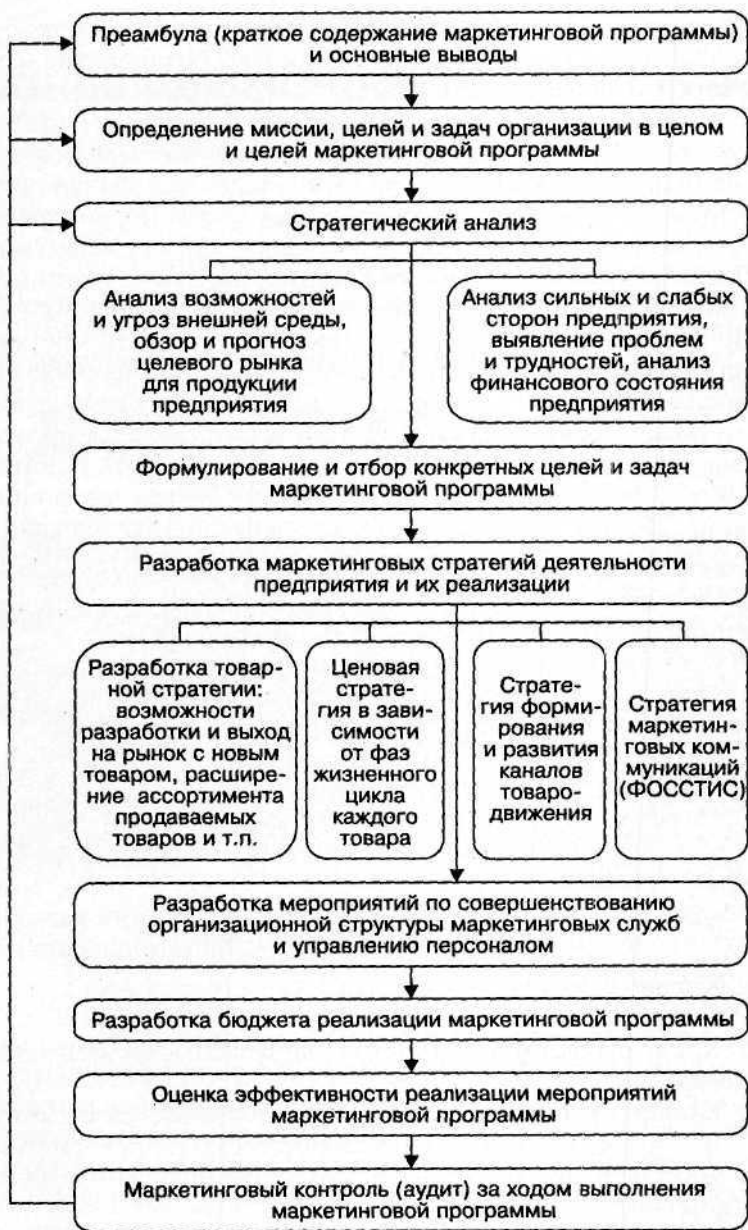 Преамбула (краткое содержание маркетинговой программы)
и основные выводы
Определение миссии, целей и задач организации в целом
и целей маркетинговой программы
Стратегический анализ
Анализ возможностей
и угроз внешней среды,
обзор и прогноз
целевого рынка
для продукции
предприятия
Анализ сильных и слабых
сторон предприятия,
выявление проблем
и трудностей, анализ
финансового состояния
предприятия
Формулирование и отбор конкретных целей и задач
маркетинговой программы
Разработка маркетинговых стратегий деятельности
предприятия и их реализации
Разработка товар-
ной стратегии:
возможности
разработки и выход
на рынок с новым
товаром, расшире-
ние ассортимента
продаваемых
товаров и т.п.
Ценовая
страте-
гия в зави-
симости
от фаз
жизненного
цикла
каждого
товара
Страте-
гия форми-
рования
и развития
каналов
товаро-
движения
Стратегия
маркетин-
говых ком-
муникаций
(ФОССТИС)
Разработка мероприятий по совершенствованию
организационной структуры маркетинговых служб
и управлению персоналом
Разработка бюджета реализации маркетинговой программы
Оценка эффективности реализации мероприятий
маркетинговой программы
Маркетинговый контроль (аудит) за ходом выполнения
маркетинговой программы